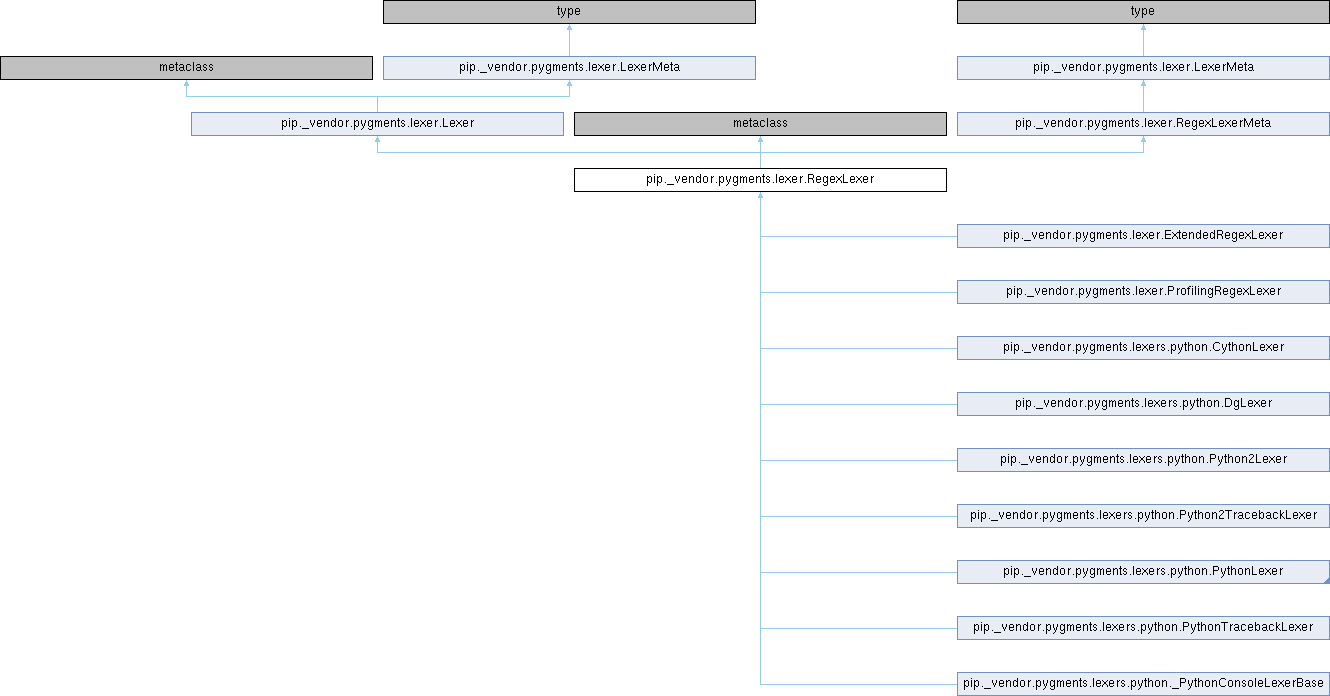 type
type
metaclass
pip._vendor.pygments.lexer.LexerMeta
pip._vendor.pygments.lexer.LexerMeta
pip._vendor.pygments.lexer.Lexer
metaclass
pip._vendor.pygments.lexer.RegexLexerMeta
pip._vendor.pygments.lexer.RegexLexer
pip._vendor.pygments.lexer.ExtendedRegexLexer
pip._vendor.pygments.lexer.ProfilingRegexLexer
pip._vendor.pygments.lexers.python.CythonLexer
pip._vendor.pygments.lexers.python.DgLexer
pip._vendor.pygments.lexers.python.Python2Lexer
pip._vendor.pygments.lexers.python.Python2TracebackLexer
pip._vendor.pygments.lexers.python.PythonLexer
pip._vendor.pygments.lexers.python.PythonTracebackLexer
pip._vendor.pygments.lexers.python._PythonConsoleLexerBase